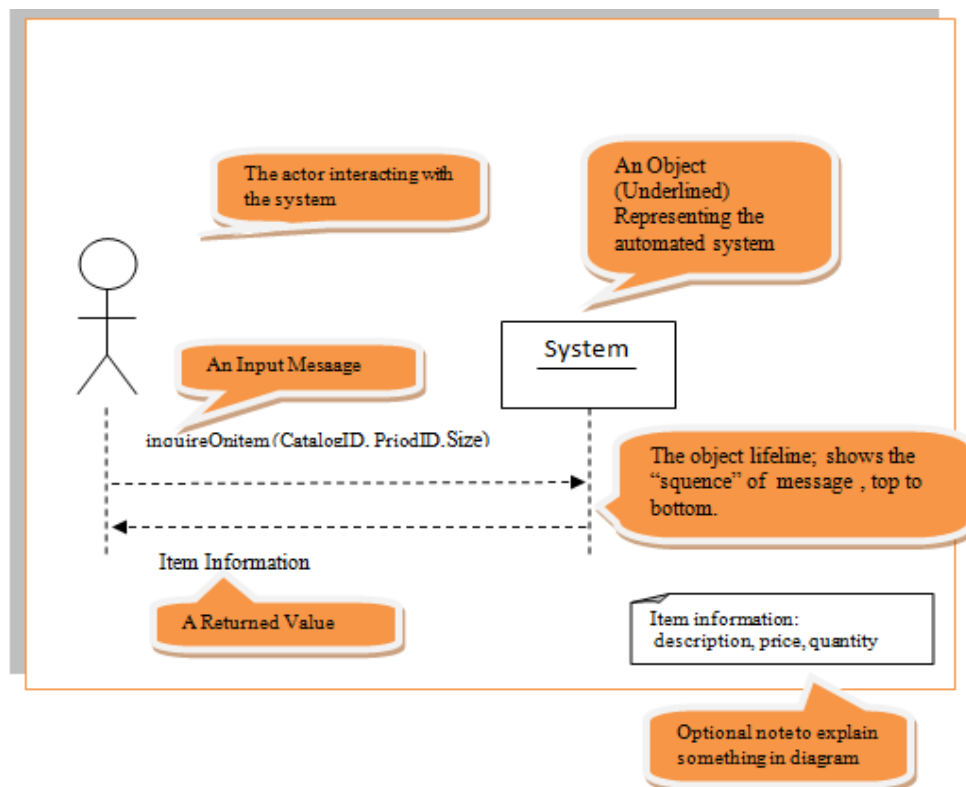 The actor interacting with
the system
An Object
(Underlined)
Representing the
automated system
System
An Input Message
inquireOnitem (CatalogID, PriodID,Size)
The object lifeline; shows the
“squence” of message , top to
bottom.
Item Information
A Returned Value
Item information:
description, price, quantity
Optional note to explain
something in diagram